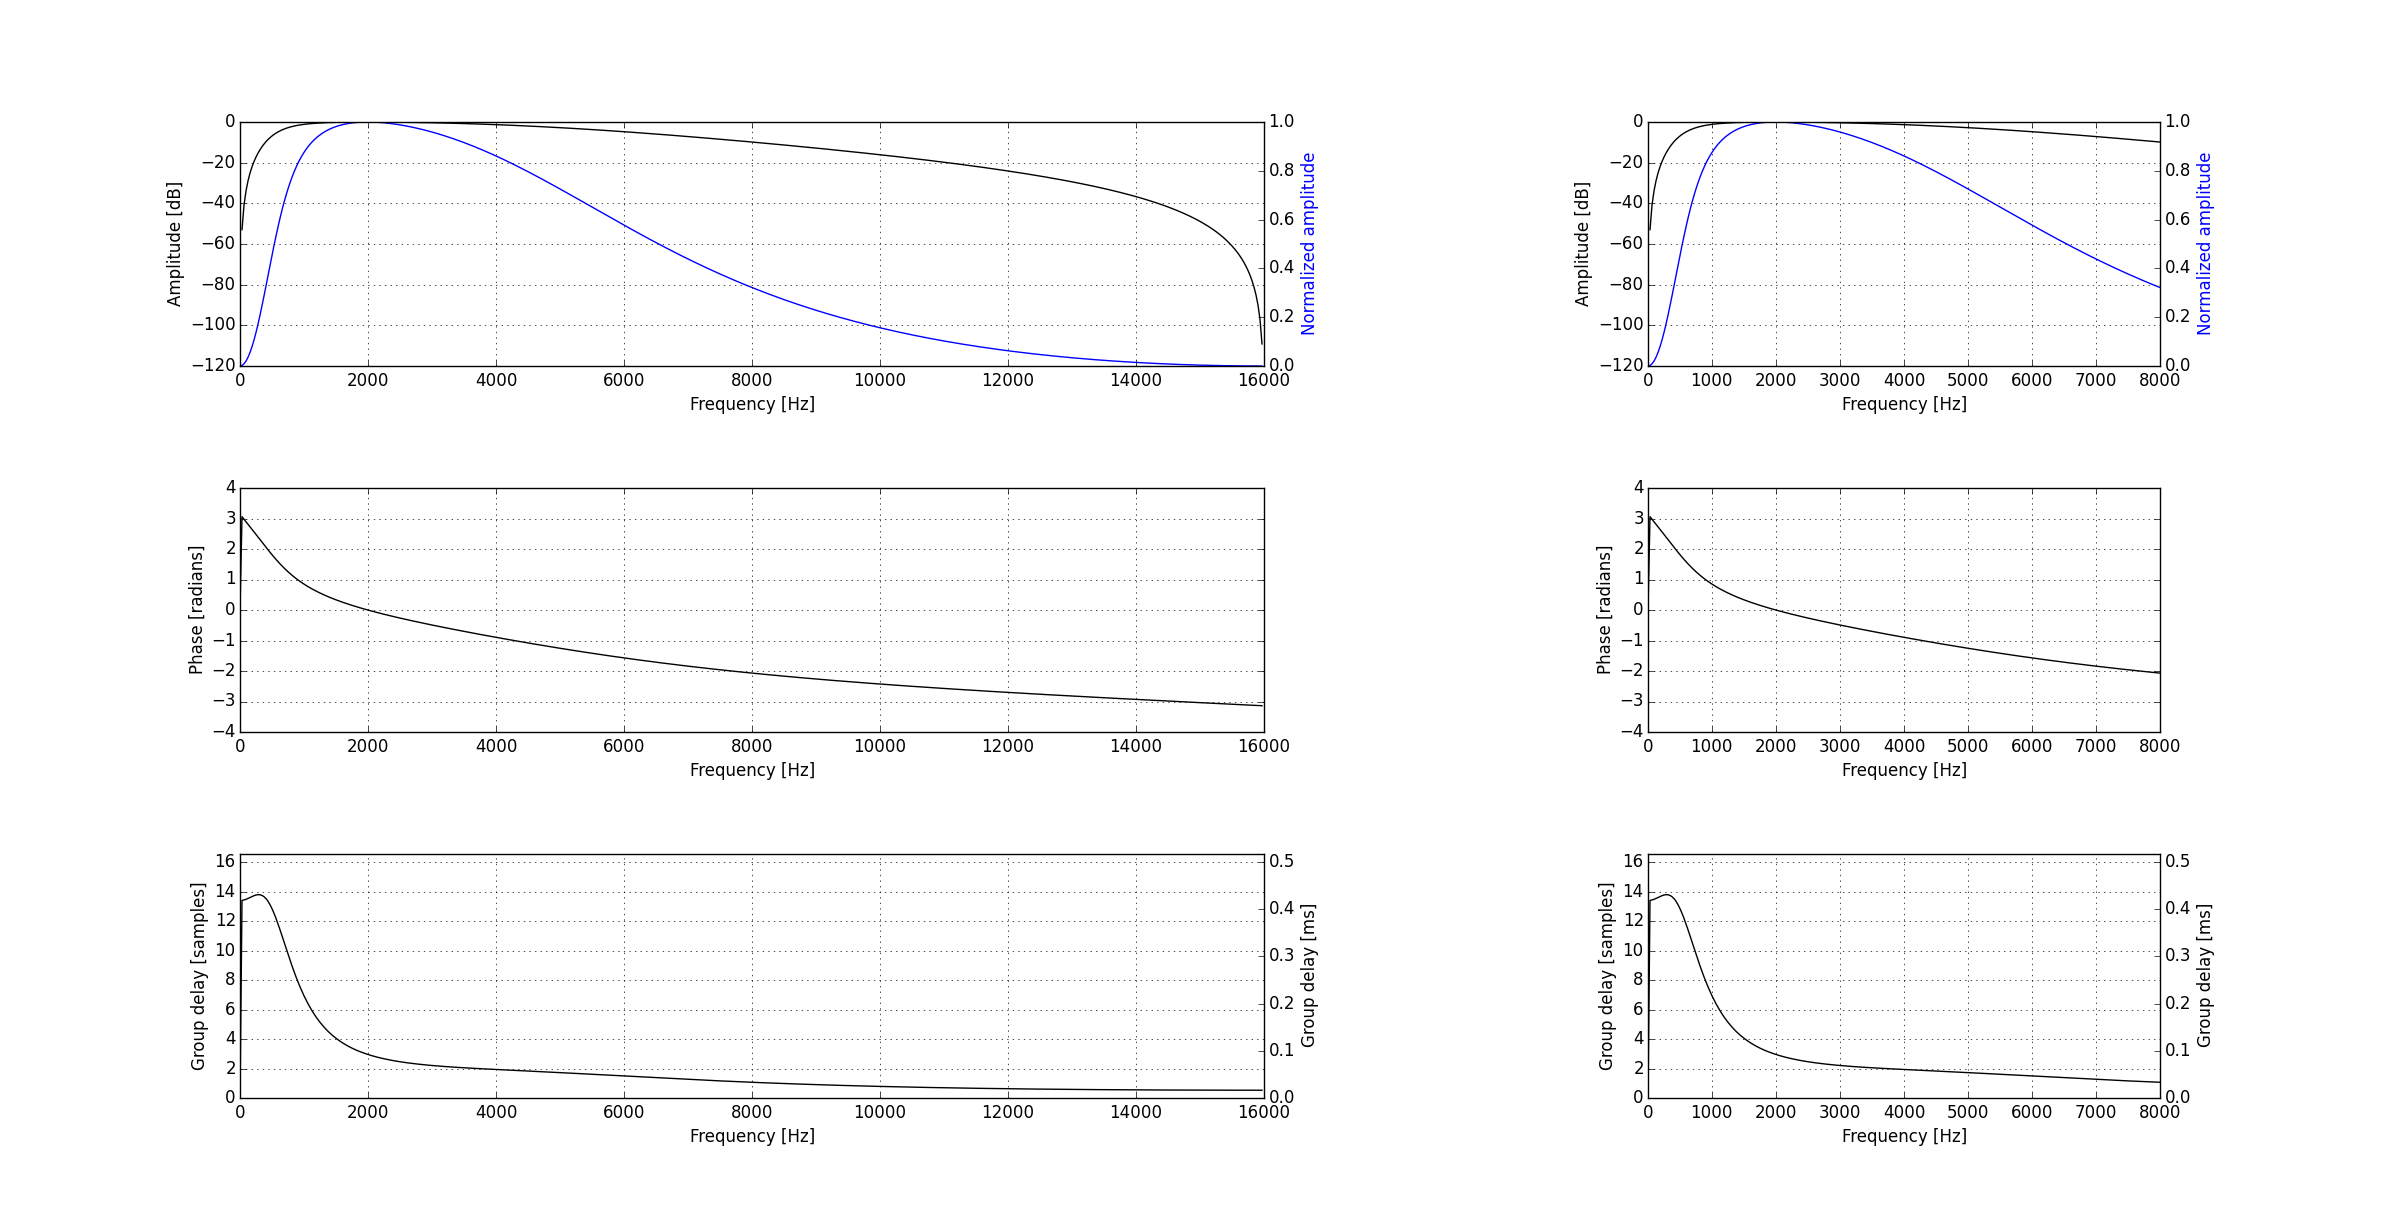 0 1.0 0 1.0
−20 −20
0.8 0.8
−40 −40
0.6 0.6
Amplitude [dB] −60 Normalized amplitude Amplitude [dB] −60 Normalized amplitude
0.4 0.4
−80 −80
0.2 0.2
−100 −100
−120 0.0 −120 0.0
0 2000 4000 6000 8000 10000 12000 14000 16000 0 1000 2000 3000 4000 5000 6000 7000 8000
Frequency [Hz] Frequency [Hz]
4 4
3 3
2 2
1 1
Phase [radians] 0 Phase [radians] 0
−1 −1
−2 −2
−3 −3
−4 −4
0 2000 4000 6000 8000 10000 12000 14000 16000 0 1000 2000 3000 4000 5000 6000 7000 8000
Frequency [Hz] Frequency [Hz]
16 0.5 16 0.5
14 14
12 0.4 12 0.4
10 0.3 10 0.3
Group delay [samples] 8 Group delay [ms] Group delay [samples] 8 Group delay [ms]
6 0.2 6 0.2
4 4
2 0.1 2 0.1
0 0.0 0 0.0
0 2000 4000 6000 8000 10000 12000 14000 16000 0 1000 2000 3000 4000 5000 6000 7000 8000
Frequency [Hz] Frequency [Hz]